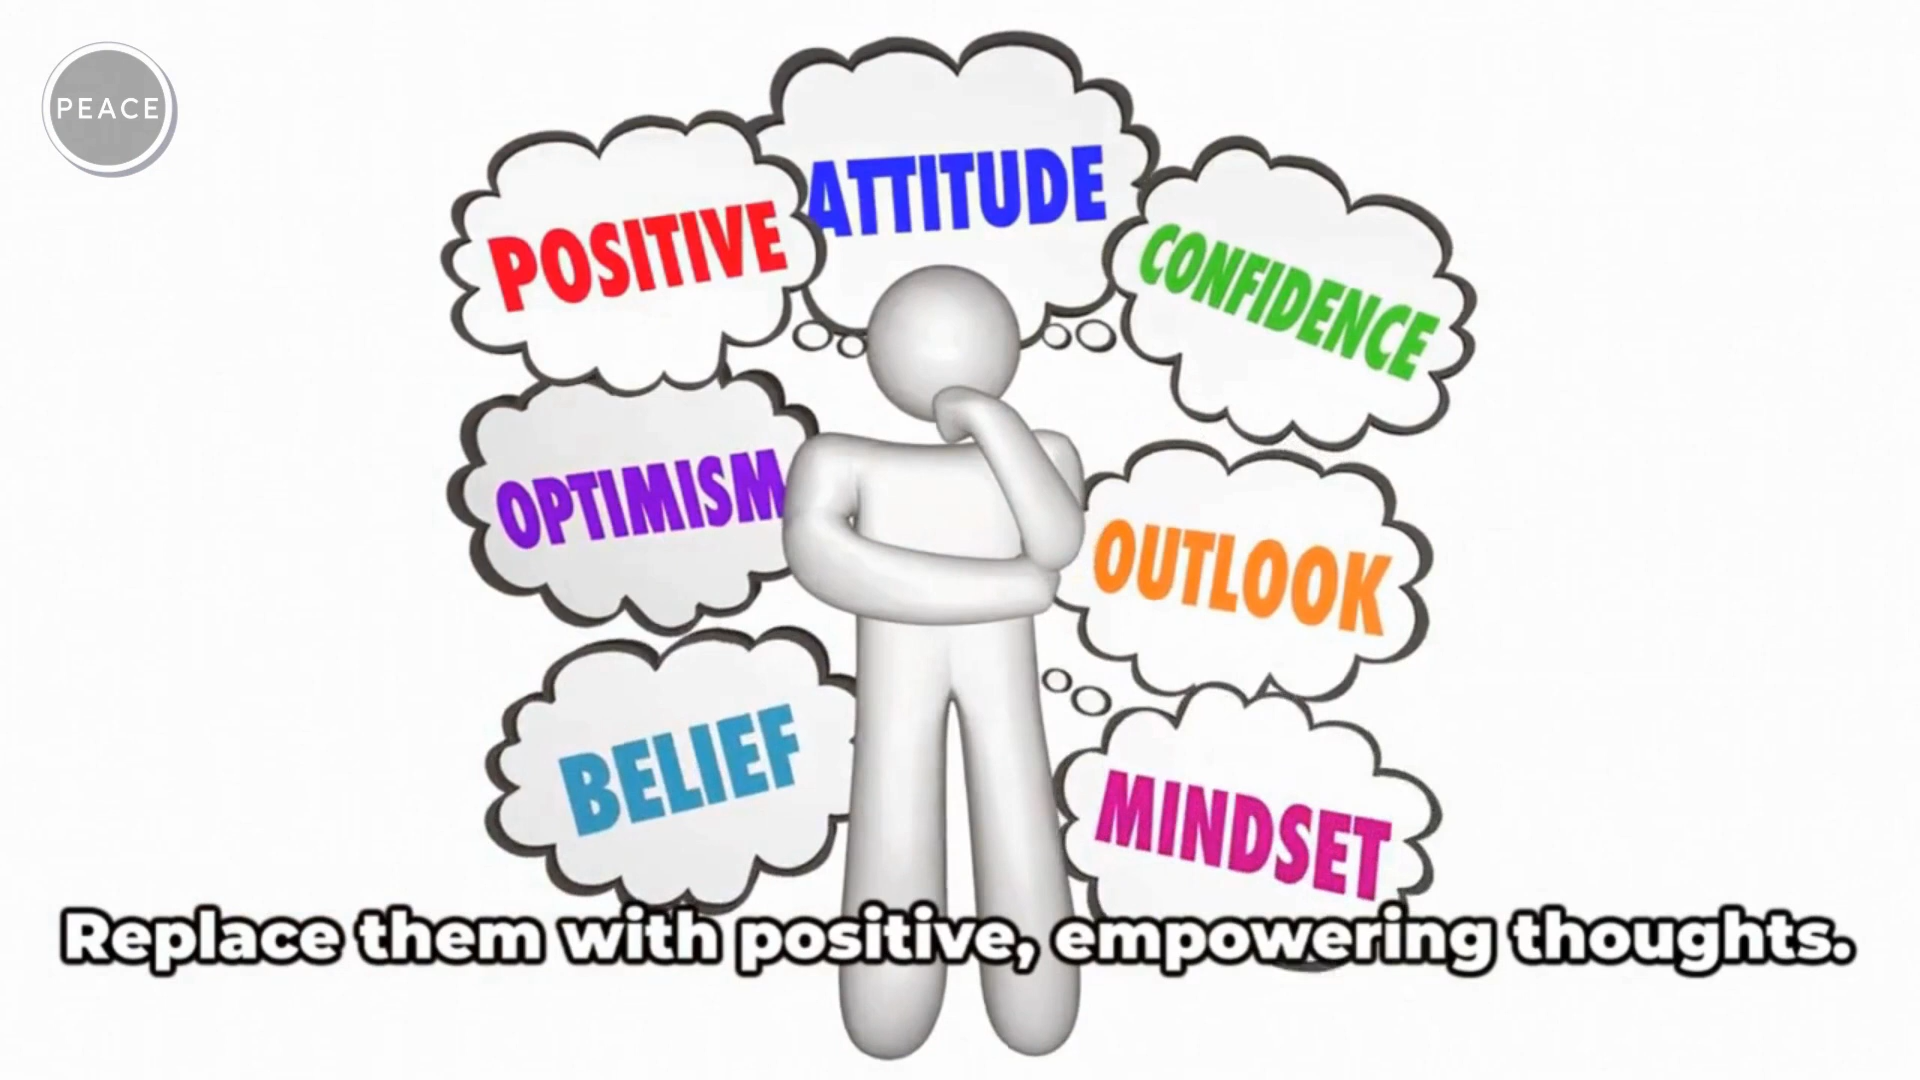 PEACE
POSITIVE
ATTITUDE
CONFIDENCE
OPTIMISM
OUTLOOK
BELIEF
MINDSET
Replace them with positive, empowering thoughts.